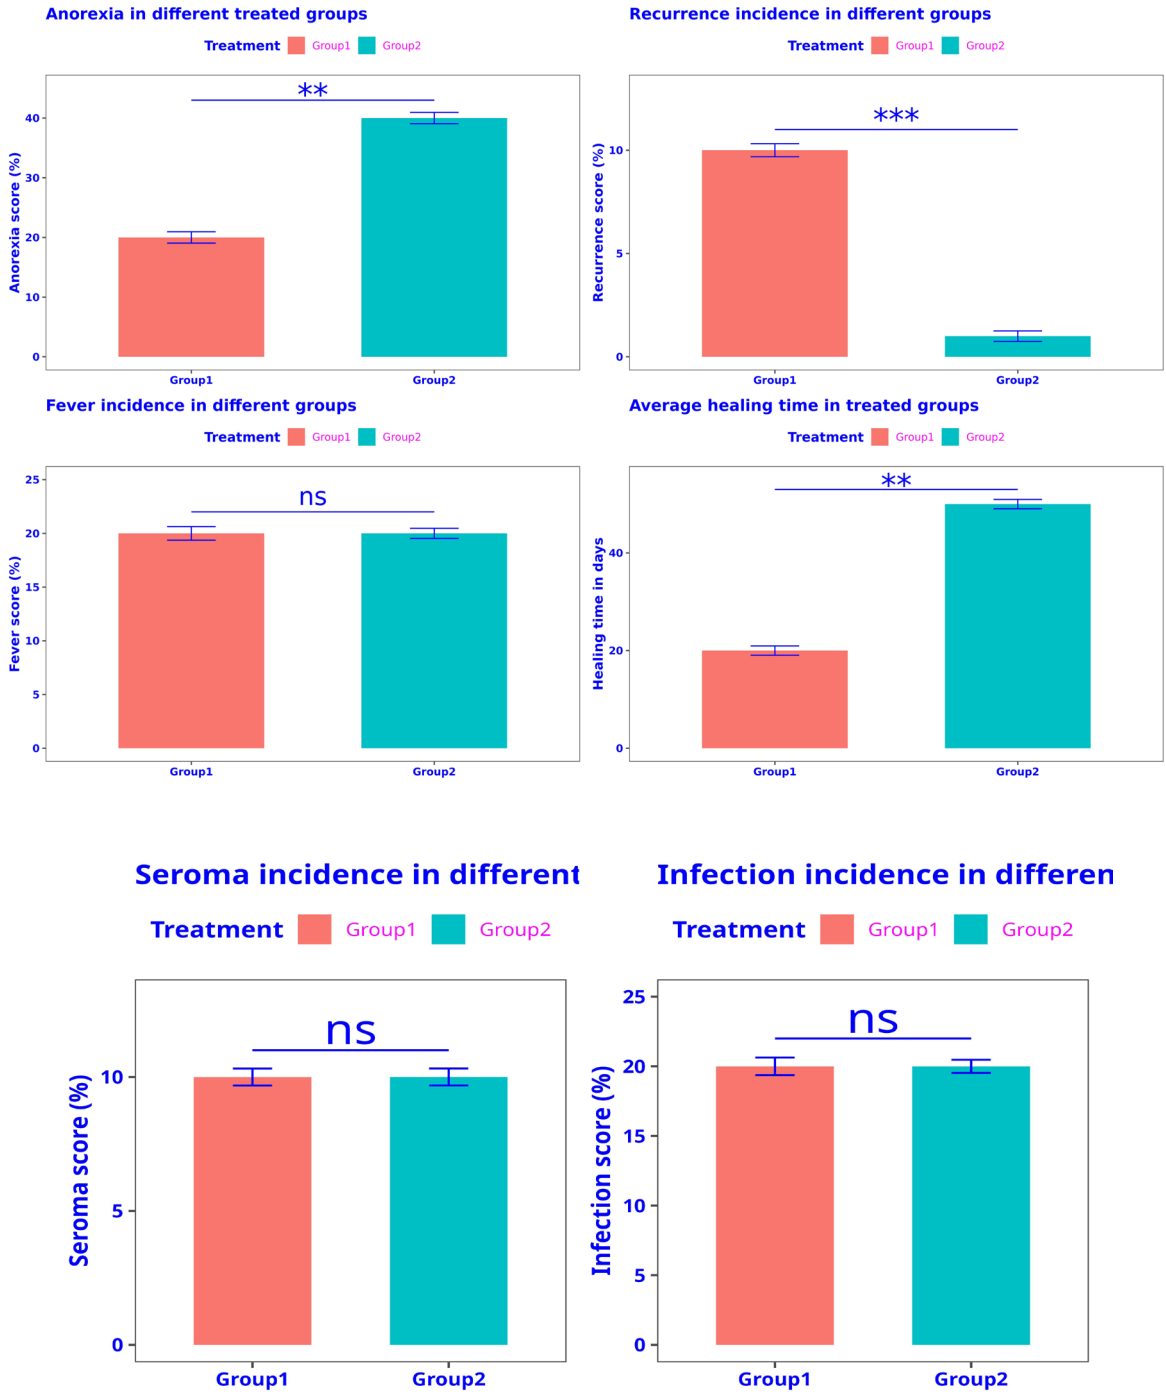 Anorexia in different treated groups
Treatment Group1 Group2
**
Anorexia score (%)
40
30
20
10
0
Group1 Group2
Recurrence incidence in different groups
Treatment Group1 Group2
***
Recurrence score (%)
10
5
0
Group1 Group2
Fever incidence in different groups
Treatment Group1 Group2
ns
Fever score (%)
25
20
15
10
5
0
Group1 Group2
Average healing time in treated groups
Treatment Group1 Group2
**
Healing time in days
40
20
0
Group1 Group2
Seroma incidence in different
Treatment Group1 Group2
ns
Seroma score (%)
10
5
0
Group1 Group2
Infection incidence in differen
Treatment Group1 Group2
ns
Infection score (%)
25
20
15
10
5
0
Group1 Group2